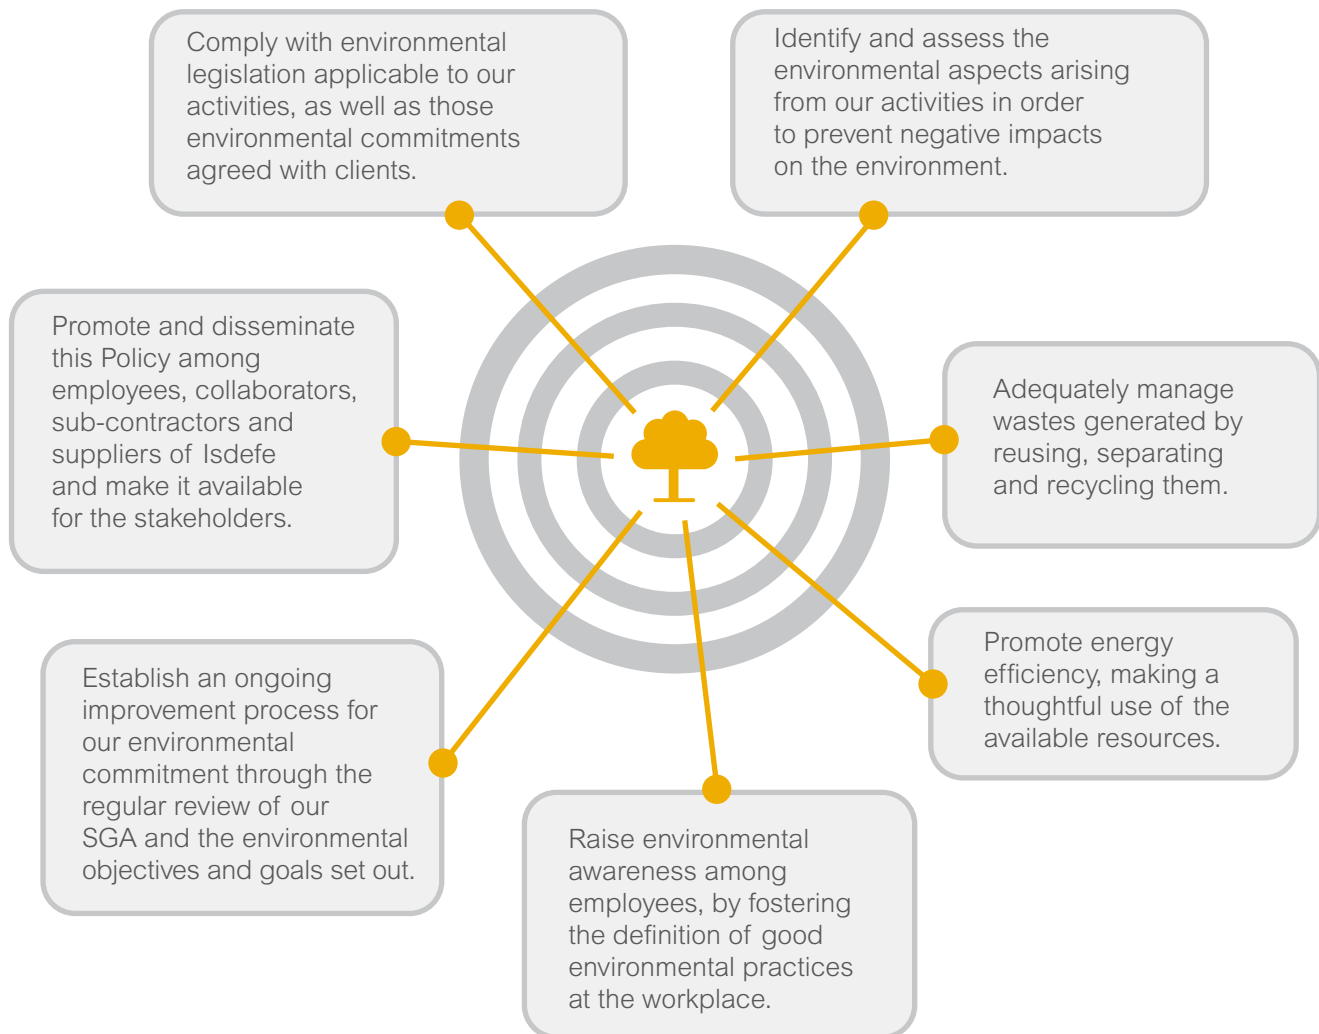 Comply with environmental
legislation applicable to our
activities, as well as those
environmental commitments
agreed with clients.
Identify and assess the
environmental aspects arising
from our activities in order
to prevent negative impacts
on the environment.
Promote and disseminate
this Policy among
employees, collaborators,
sub-contractors and
suppliers of Isdefe
and make it available
for the stakeholders.
Adequately manage
wastes generated by
reusing, separating
and recycling them.
Establish an ongoing
improvement process for
our environmental
commitment through the
regular review of our
SGA and the environmental
objectives and goals set out.
Promote energy
efficiency, making a
thoughtful use of the
available resources.
Raise environmental
awareness among
employees, by fostering
the definition of good
environmental practices
at the workplace.